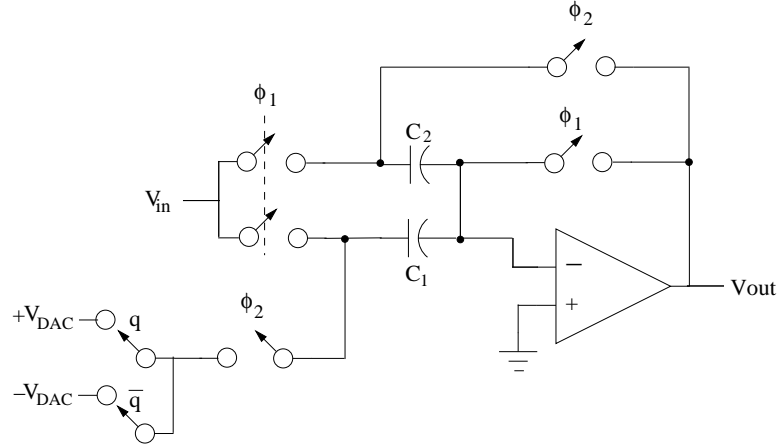 ϕ2
ϕ1
C2
ϕ1
Vin
C1
Vout
−
+
ϕ2
+VDAC
q
−VDAC
q̅